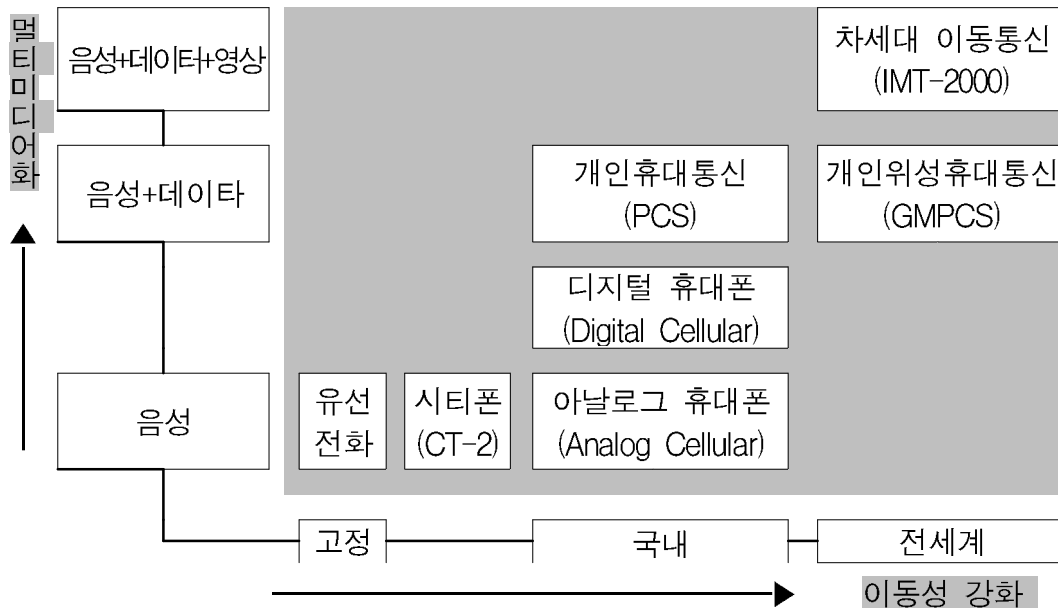 멀티미디어화
음성+데이터+영상
차세대 이동통신
(IMT-2000)
음성+데이타
개인휴대통신
(PCS)
개인위성휴대통신
(GMPCS)
디지털 휴대폰
(Digital Cellular)
음성
유선
전화
시티폰
(CT-2)
아날로그 휴대폰
(Analog Cellular)
고정
국내
전세계
이동성 강화